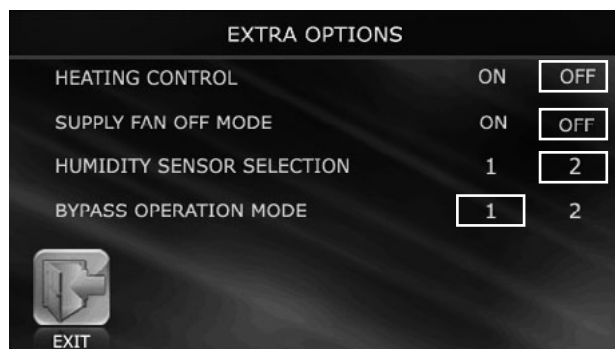 EXTRA OPTIONS
HEATING CONTROL ON OFF
SUPPLY FAN OFF MODE ON OFF
HUMIDITY SENSOR SELECTION 1 2
BYPASS OPERATION MODE 1 2
EXIT